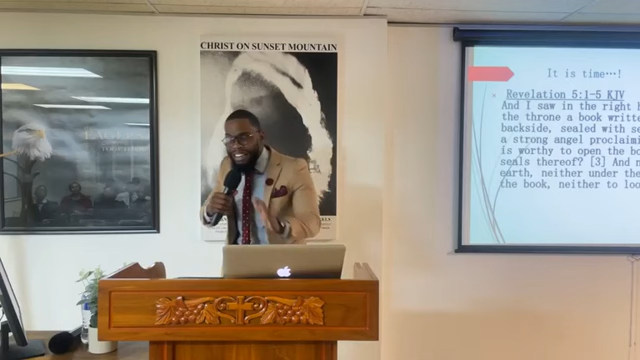 CHRIST ON SUNSET MOUNTAIN
It is time…!
Revelation 5:1-5 KJV
And I saw in the right
the throne a book writte
backside, sealed with se
a strong angel proclaimi
is worthy to open the bo
seals thereof? [3] And n
earth, neither under the
the book, neither to loo